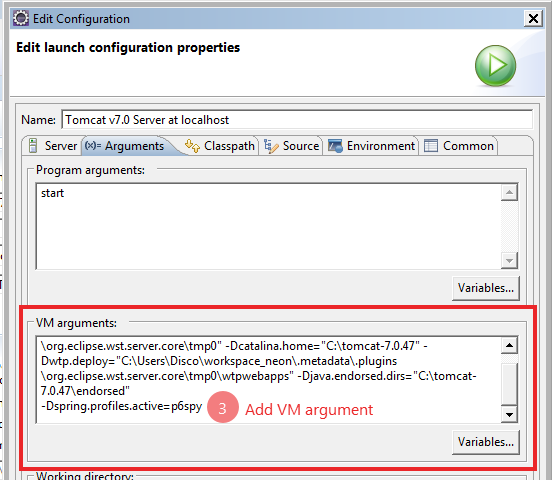 Edit Configuration
Edit launch configuration properties
Name: Tomcat v7.0 Server at localhost
Server (x)= Arguments Classpath Source Environment Common
Program arguments:
start
Variables...
VM arguments:
\org.eclipse.wst.server.core\tmp0" -Dcatalina.home="C:\tomcat-7.0.47" -
Dwtp.deploy="C:\Users\Disco\workspace_neon\.metadata\.plugins
\org.eclipse.wst.server.core\tmp0\wtpwebapps" -Djava.endorsed.dirs="C:\tomcat-
7.0.47\endorsed"
-Dspring.profiles.active=p6spy 3 Add VM argument
Variables...
Working directory: